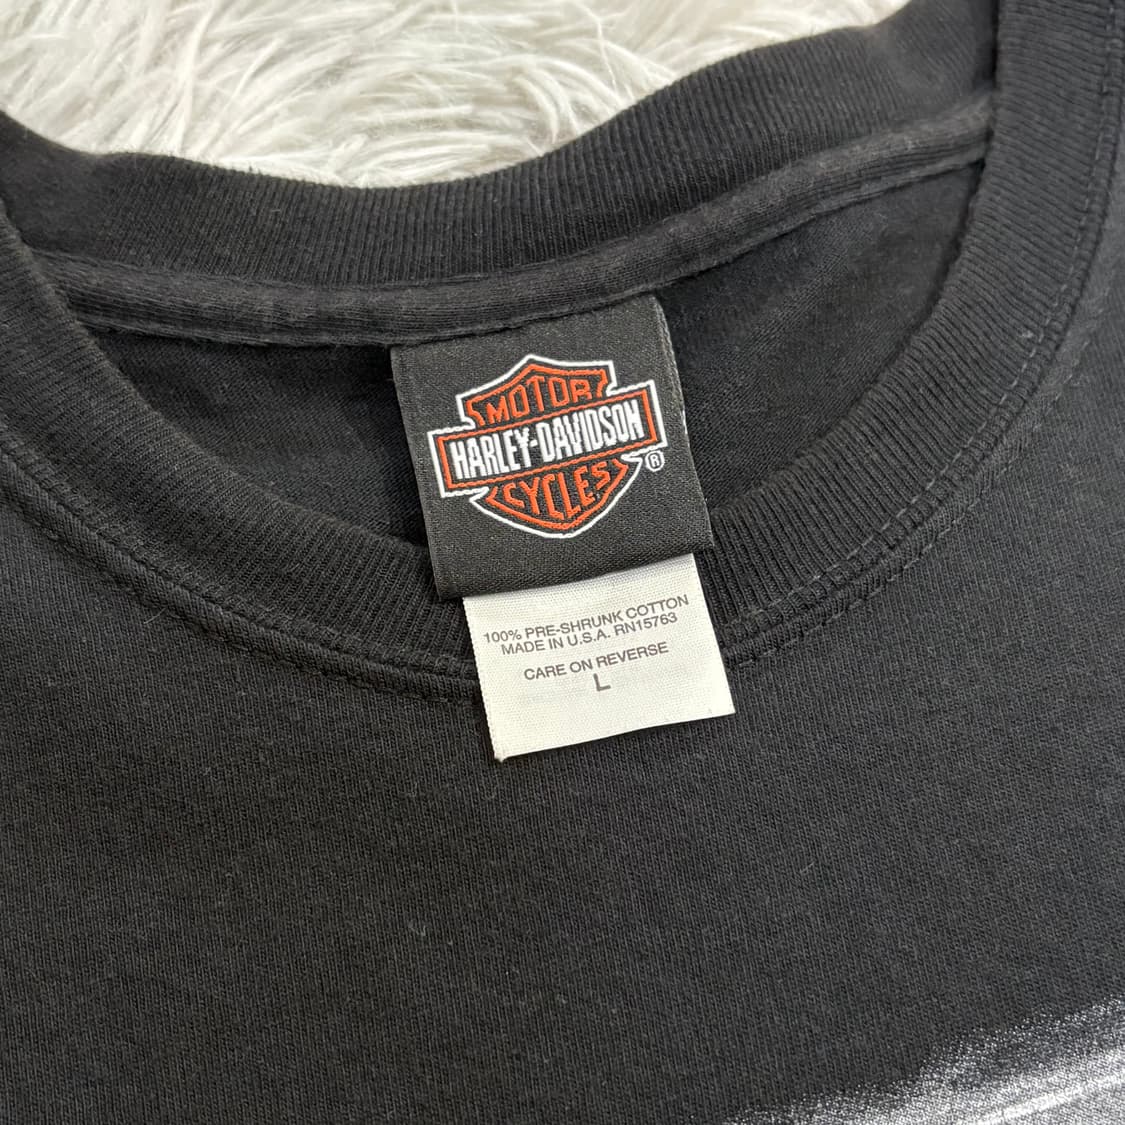 MOTOR
HARLEY-DAVIDSON
CYCLES
®
100% PRE-SHRUNK COTTON
MADE IN U.S.A. RN15763
CARE ON REVERSE
L